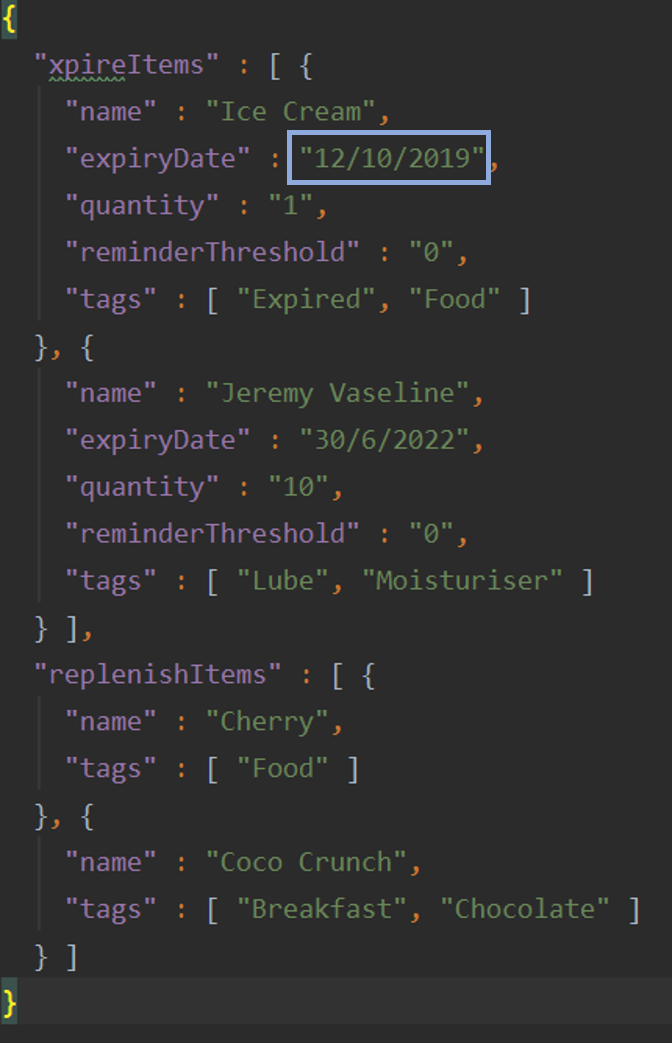 {
  "xpireItems" : [ {
    "name" : "Ice Cream",
    "expiryDate" : "12/10/2019",
    "quantity" : "1",
    "reminderThreshold" : "0",
    "tags" : [ "Expired", "Food" ]
  }, {
    "name" : "Jeremy Vaseline",
    "expiryDate" : "30/6/2022",
    "quantity" : "10",
    "reminderThreshold" : "0",
    "tags" : [ "Lube", "Moisturiser" ]
  } ],
  "replenishItems" : [ {
    "name" : "Cherry",
    "tags" : [ "Food" ]
  }, {
    "name" : "Coco Crunch",
    "tags" : [ "Breakfast", "Chocolate" ]
  } ]
}